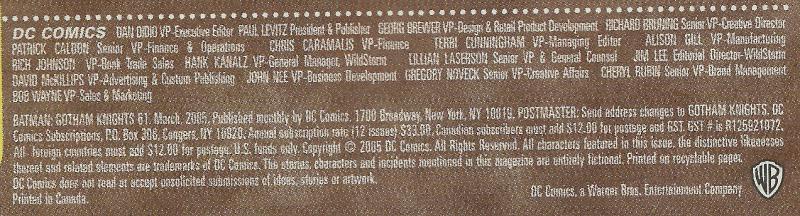 DC COMICS DAN DIDIO VP-Executive Editor PAUL LEVITZ President & Publisher GEORG BREWER VP-Design & Retail Product Development RICHARD BRUNING Senior VP-Creative Director
PATRICK CALDON Senior VP-Finance & Operations CHRIS CARAMALIS VP-Finance TERRI CUNNINGHAM VP-Managing Editor ALISON GILL VP-Manufacturing
RICH JOHNSON VP-Book Trade Sales HANK KANALZ VP-General Manager, WildStorm LILLIAN LASERSON Senior VP & General Counsel JIM LEE Editorial Director-WildStorm
DAVID McKILLIPS VP-Advertising & Custom Publishing JOHN NEE VP-Business Development GREGORY NOVECK Senior VP-Creative Affairs CHERYL RUBIN Senior VP-Brand Management
BOB WAYNE VP-Sales & Marketing
BATMAN: GOTHAM KNIGHTS 61. March, 2005. Published monthly by DC Comics, 1700 Broadway, New York, NY 10019. POSTMASTER: Send address changes to GOTHAM KNIGHTS, DC
Comics Subscriptions, P.O. Box 306, Congers, NY 10920. Annual subscription rate (12 issues) $33.00. Canadian subscribers must add $12.00 for postage and GST. GST # is R125921072.
All foreign countries must add $12.00 for postage. U.S. funds only. Copyright © 2005 DC Comics. All Rights Reserved. All characters featured in this issue, the distinctive likenesses
thereof and related elements are trademarks of DC Comics. The stories, characters and incidents mentioned in this magazine are entirely fictional. Printed on recyclable paper.
DC Comics does not read or accept unsolicited submissions of ideas, stories or artwork.
Printed in Canada.
DC Comics, a Warner Bros. Entertainment Company
WB